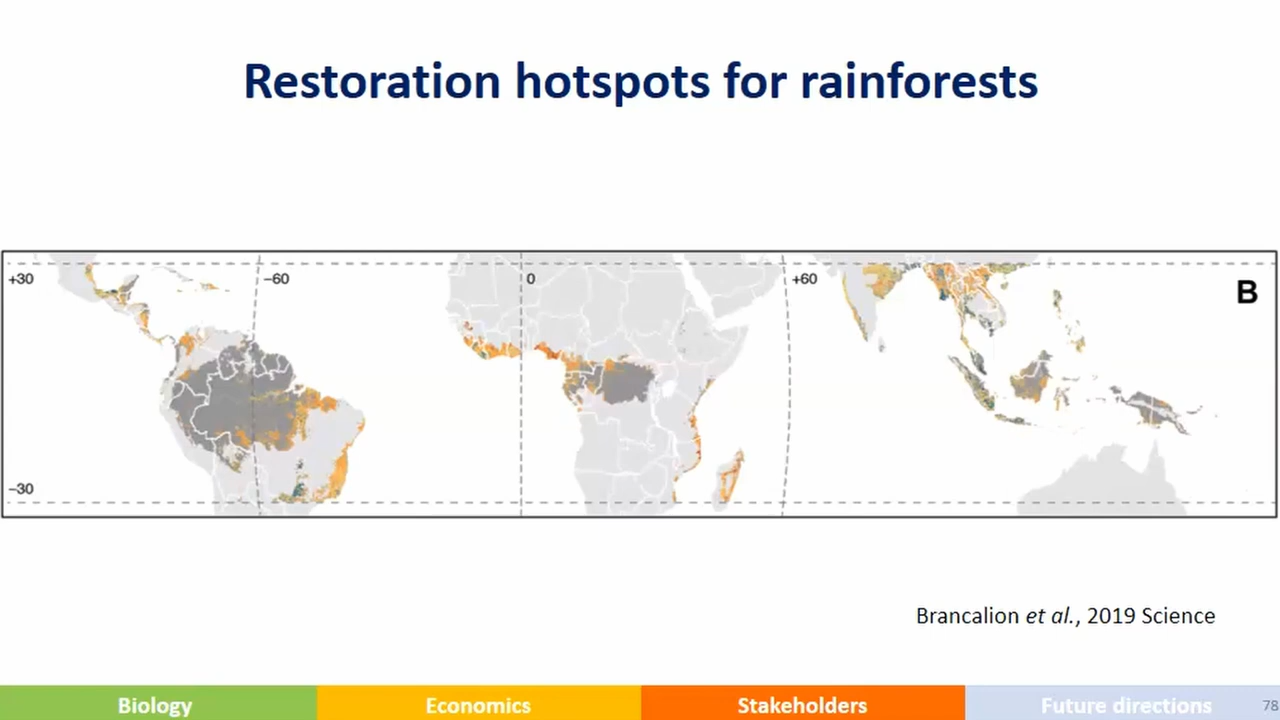 Restoration hotspots for rainforests
+30
−60
0
+60
B
−30
Brancalion et al., 2019 Science
Biology
Economics
Stakeholders
Future directions
78